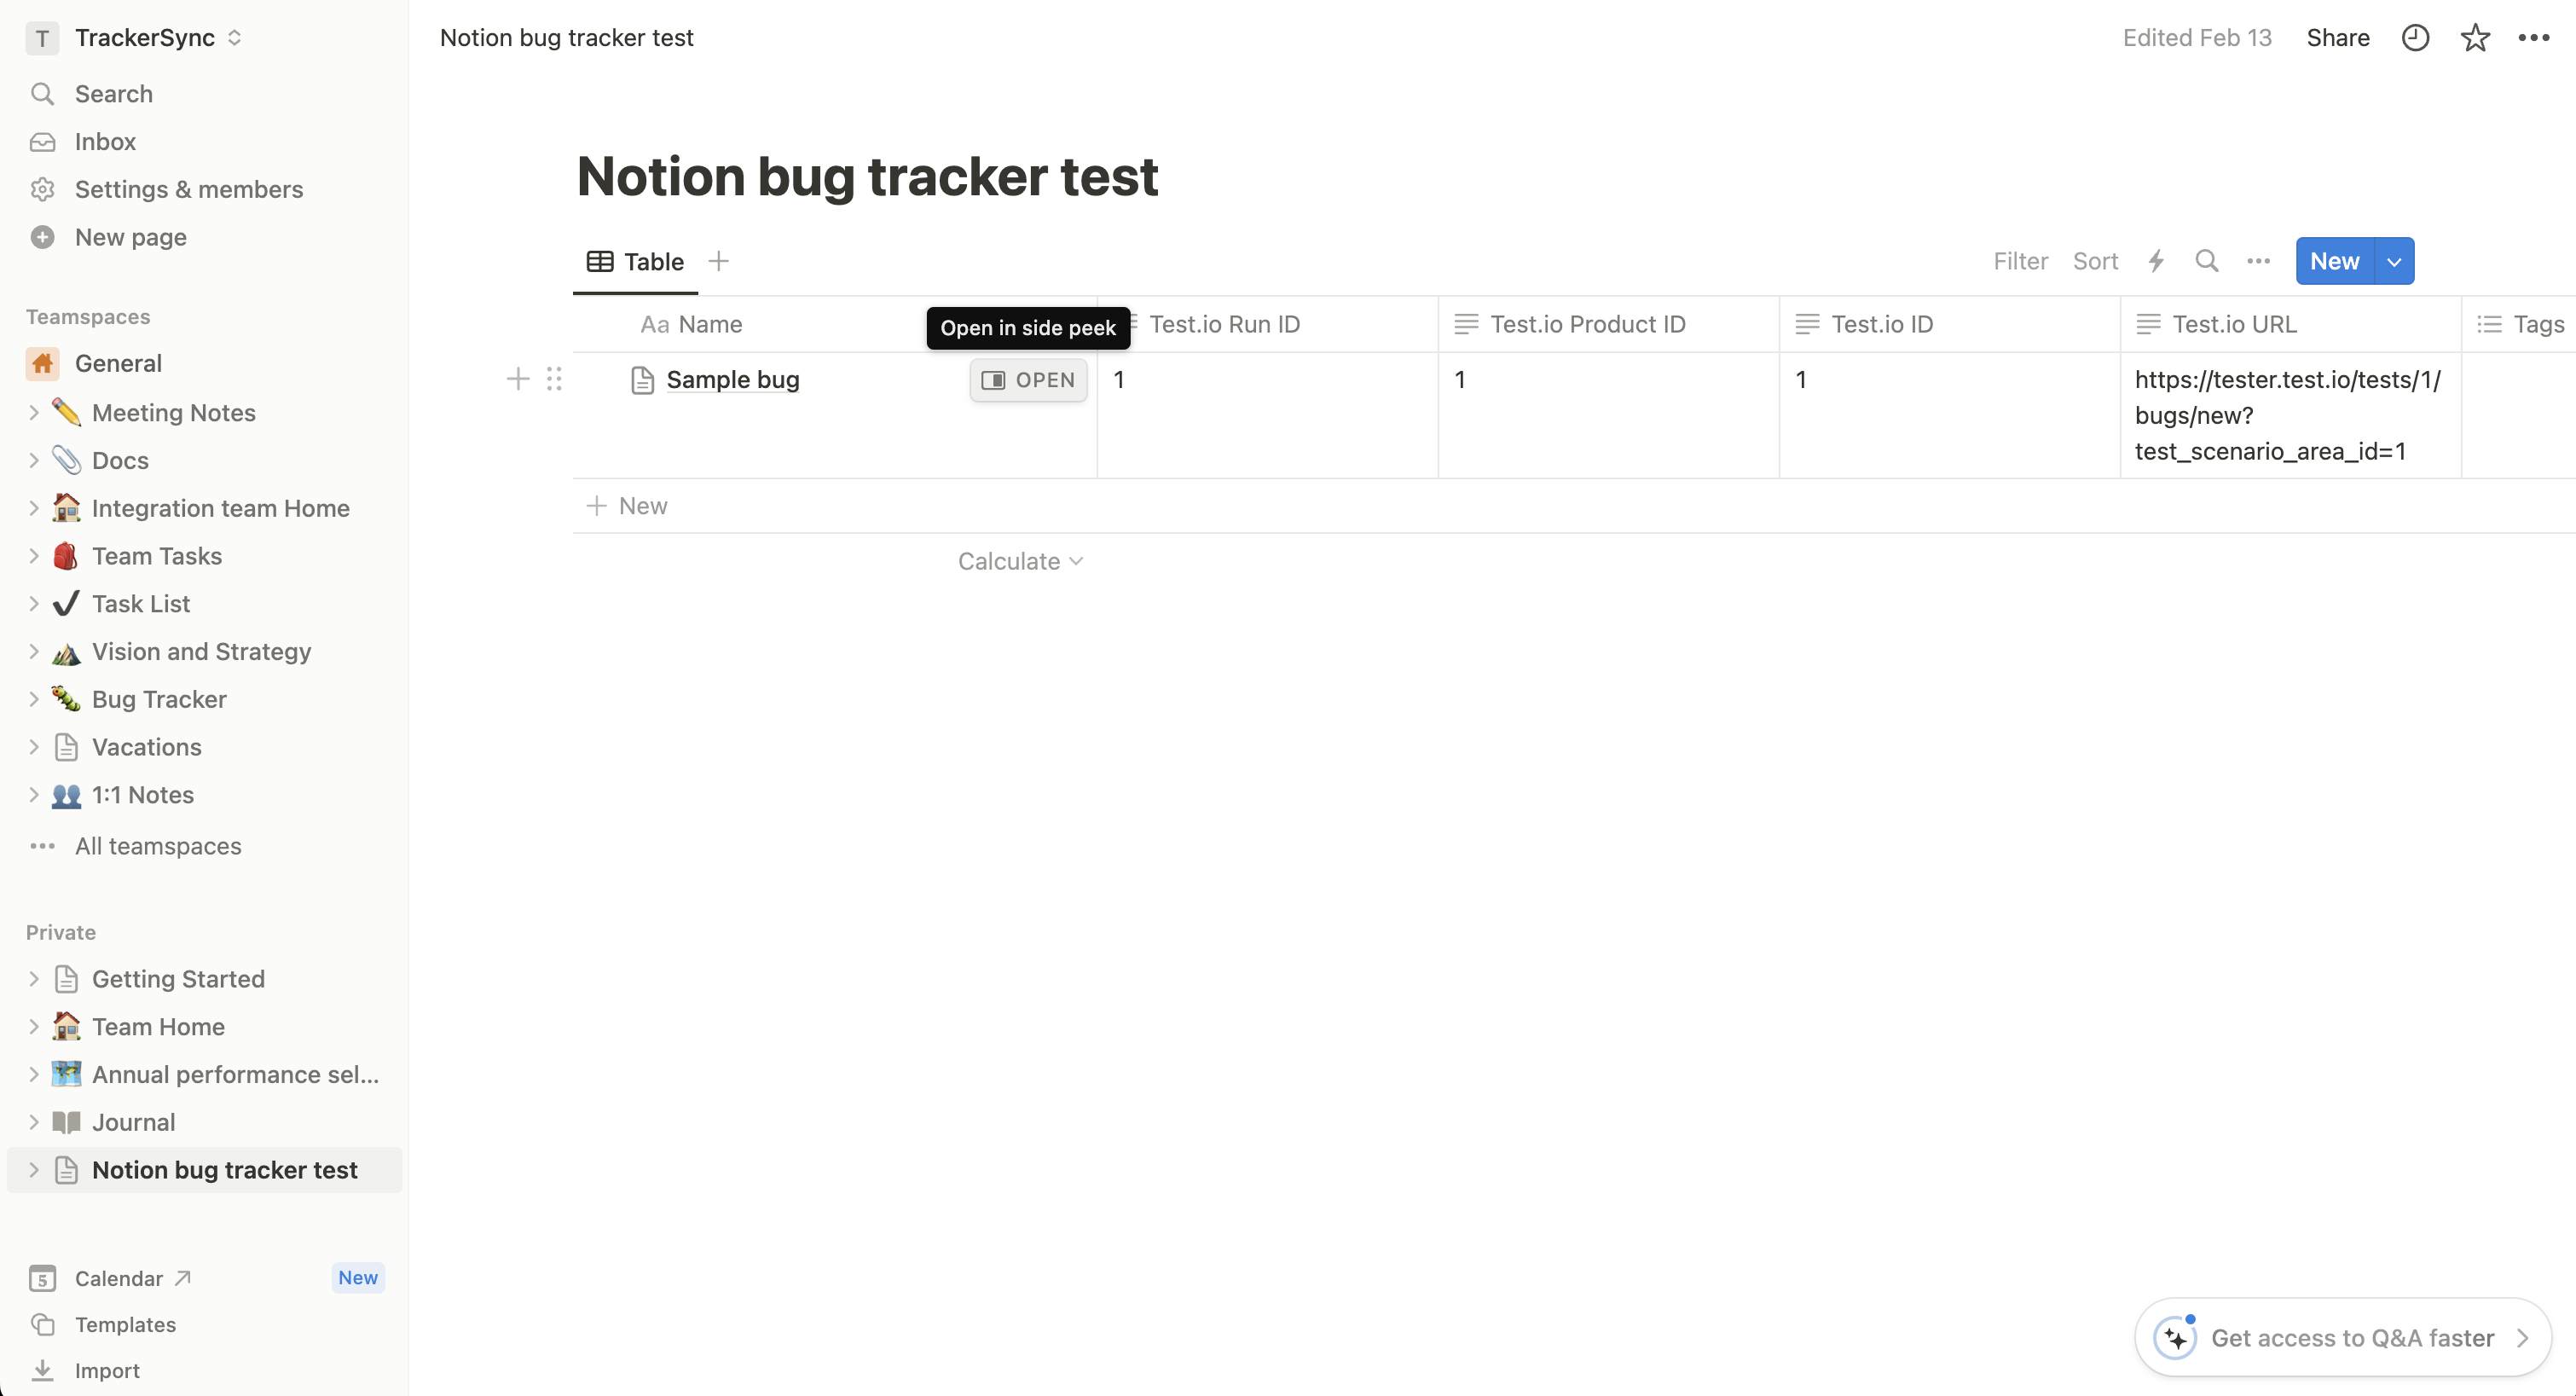 T TrackerSync
Search
Inbox
Settings & members
New page
Teamspaces
General
Meeting Notes
Docs
Integration team Home
Team Tasks
Task List
Vision and Strategy
Bug Tracker
Vacations
1:1 Notes
All teamspaces
Private
Getting Started
Team Home
Annual performance sel...
Journal
Notion bug tracker test
5 Calendar New
Templates
Import
Notion bug tracker test
Edited Feb 13 Share
Notion bug tracker test
Table
Filter Sort New
Aa Name Test.io Run ID Test.io Product ID Test.io ID Test.io URL Tags
Open in side peek
Sample bug OPEN 1 1 1 https://tester.test.io/tests/1/
bugs/new?
test_scenario_area_id=1
New
Calculate
Get access to Q&A faster